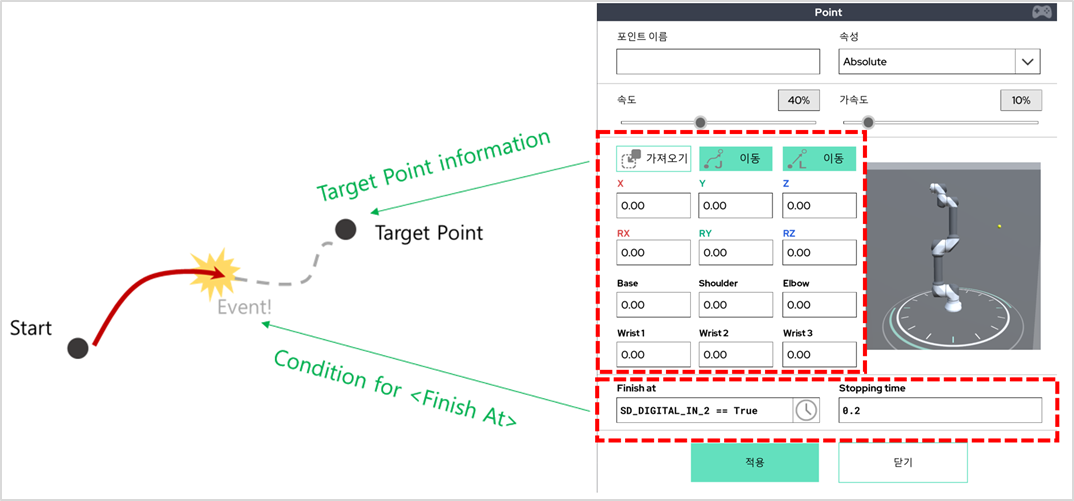 Point
포인트 이름
속성
Absolute
속도
40%
가속도
10%
가져오기
J
이동
L
이동
X
Y
Z
0.00
0.00
0.00
RX
RY
RZ
0.00
0.00
0.00
Base
Shoulder
Elbow
0.00
0.00
0.00
Wrist 1
Wrist 2
Wrist 3
0.00
0.00
0.00
Finish at
Stopping time
SD_DIGITAL_IN_2 == True
0.2
적용
닫기
Target Point information
Target Point
Event!
Start
Condition for <Finish At>